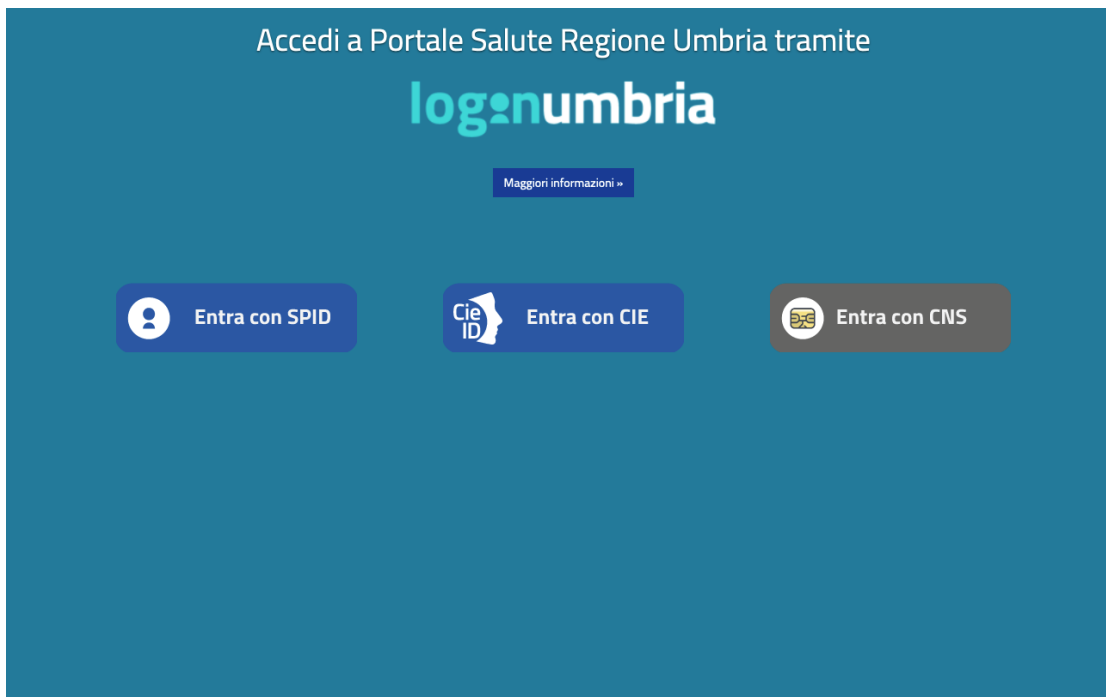 Accedi a Portale Salute Regione Umbria tramite
loginumbria
Maggiori informazioni »
Entra con SPID
Cie
ID
Entra con CIE
Entra con CNS